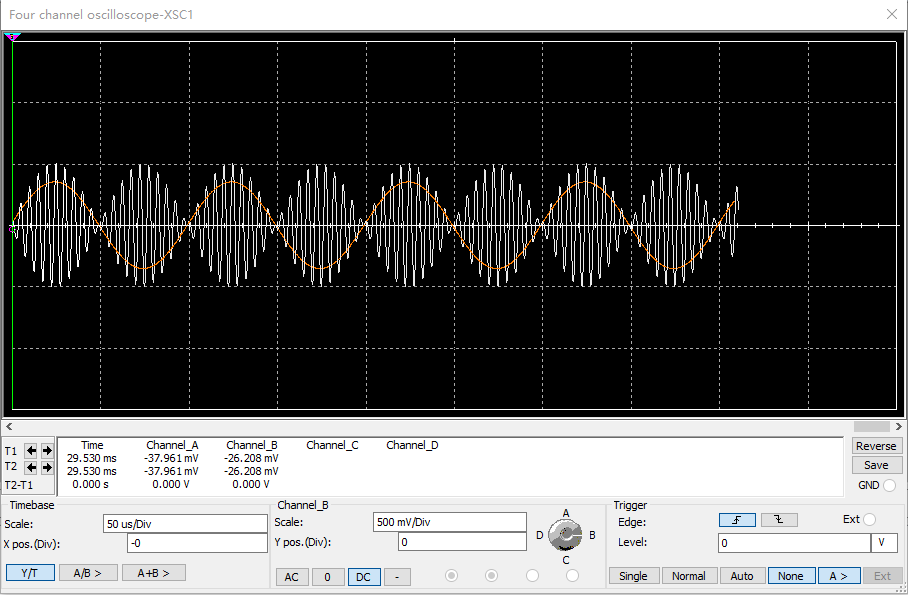 Four channel oscilloscope-XSC1
T1
T2
T2-T1
Time Channel_A Channel_B Channel_C Channel_D
29.530 ms -37.961 mV -26.208 mV
29.530 ms -37.961 mV -26.208 mV
0.000 s 0.000 V 0.000 V
Reverse
Save
GND
Timebase
Scale: 50 us/Div
X pos.(Div): -0
Y/T A/B > A+B >
Channel_B
Scale: 500 mV/Div
Y pos.(Div): 0
AC 0 DC -
A
D B
C
Trigger
Edge: Ext
Level: 0 V
Single Normal Auto None A > Ext